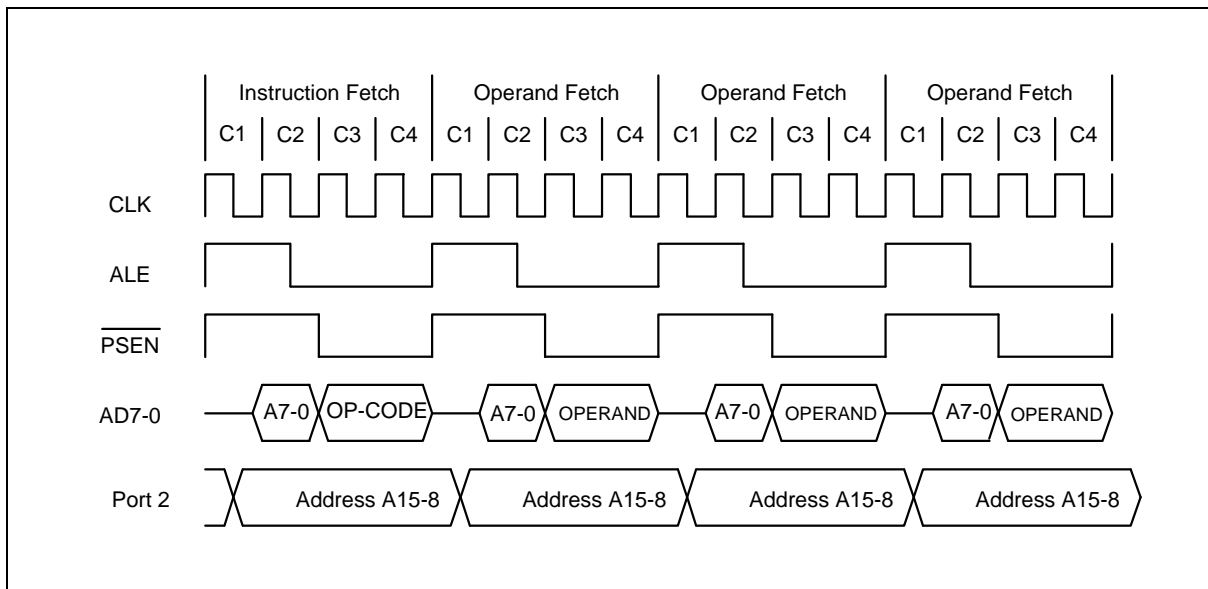 Instruction Fetch Operand Fetch Operand Fetch Operand Fetch
C1 C2 C3 C4 C1 C2 C3 C4 C1 C2 C3 C4 C1 C2 C3 C4
CLK
ALE
PSEN
AD7-0 A7-0 OP-CODE A7-0 OPERAND A7-0 OPERAND A7-0 OPERAND
Port 2 Address A15-8 Address A15-8 Address A15-8 Address A15-8